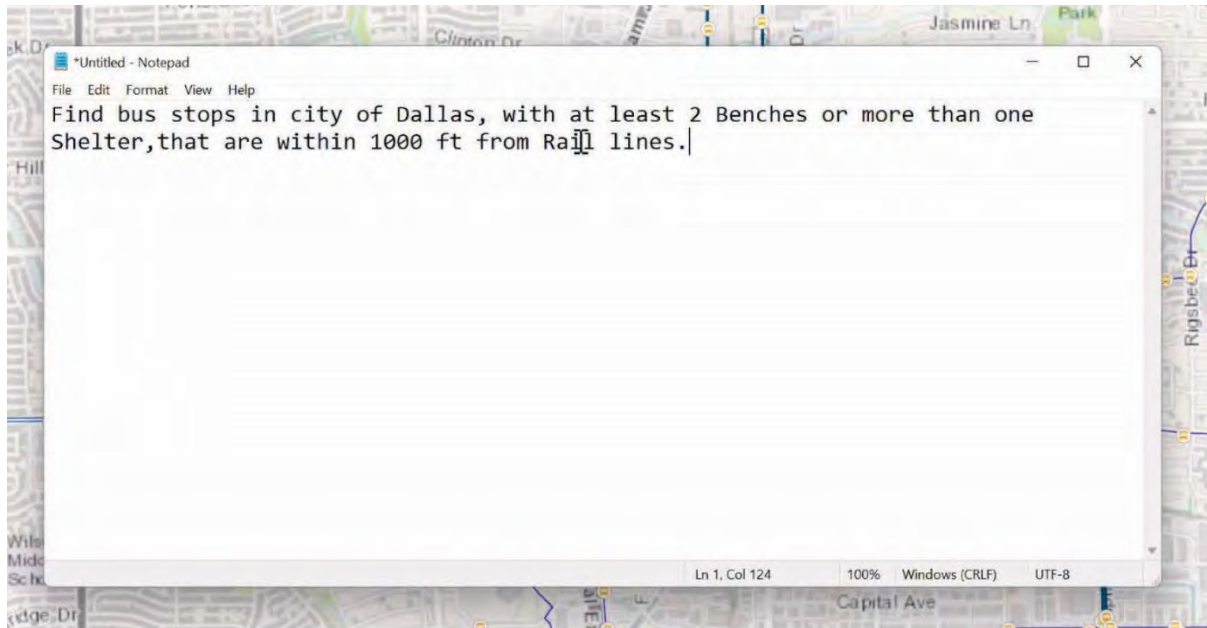 Clinton Dr
Jasmine Ln
Park
*Untitled - Notepad
File Edit Format View Help
Find bus stops in city of Dallas, with at least 2 Benches or more than one
Shelter,that are within 1000 ft from Rail lines.
Hill
Rigsbee Dr
Ln 1, Col 124 100% Windows (CRLF) UTF-8
Capital Ave